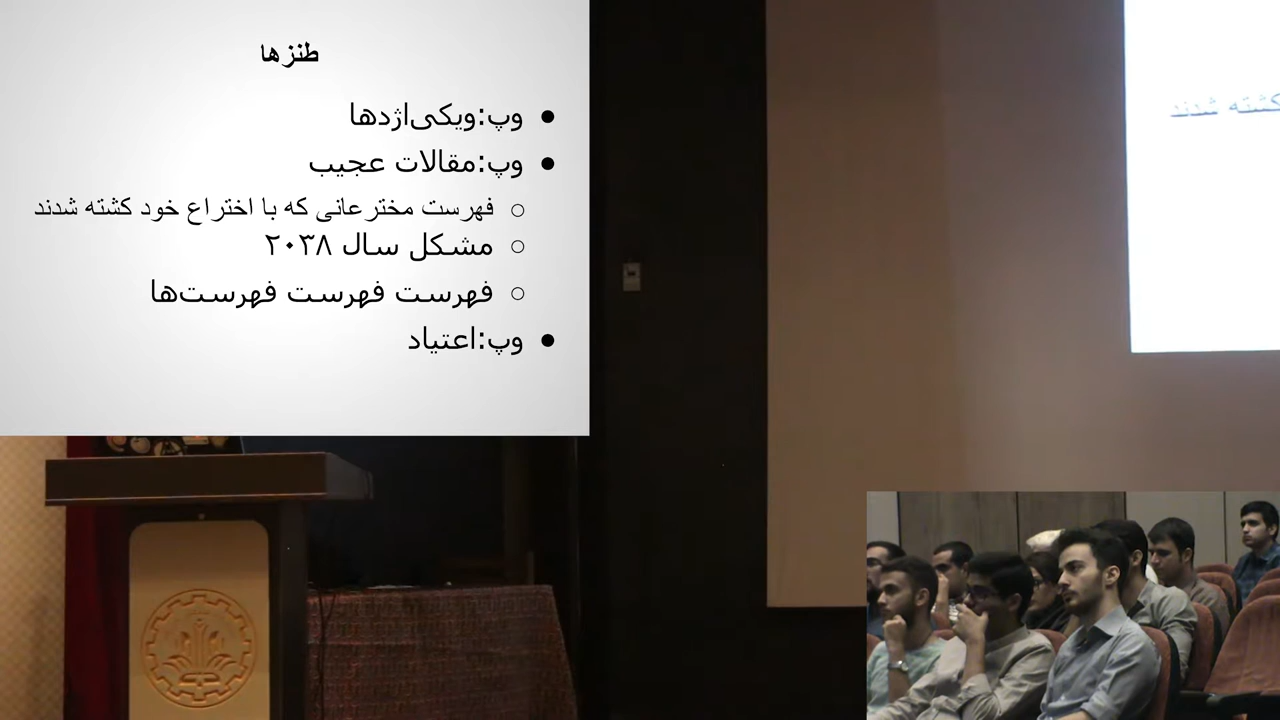 طنزها
وپ:ویکی‌اژدها
وپ:مقالات عجیب
فهرست مخترعانی که با اختراع خود کشته شدند
مشکل سال ۲۰۳۸
فهرست فهرست فهرست‌ها
وپ:اعتیاد
کشته شدند